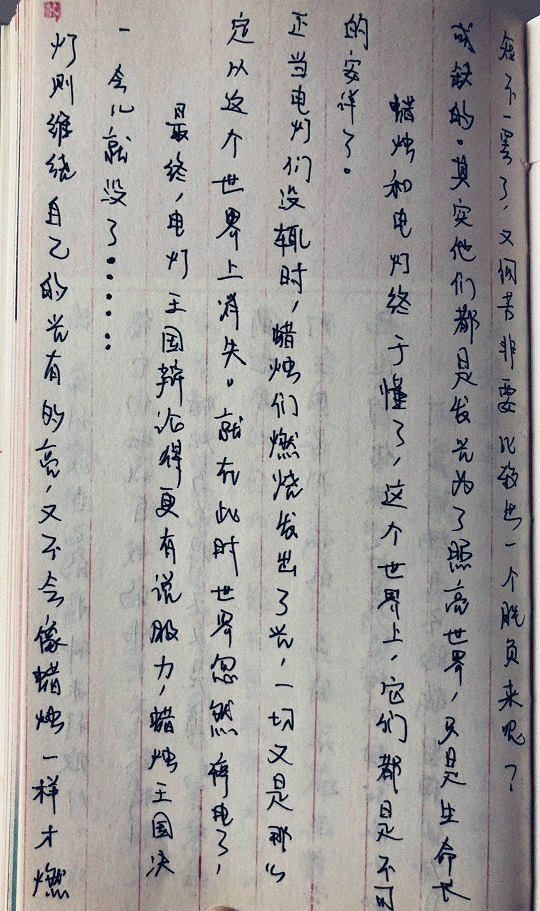 灯则维绕自己的光有的亮，又不会像蜡烛一样才燃
一会儿就没了……
最终，电灯王国辩论得更有说服力，蜡烛王国决
定从这个世界上消失。就在此时世界忽然停电了，
正当电灯们没辄时，蜡烛们燃烧发出了光，一切又是那么
的安详了。
蜡烛和电灯终于懂了，这个世界上，它们都是不可
或缺的。其实他们都是发光为了照亮世界，只是生命长
短不一罢了，又何苦非要比较出一个胜负来呢？